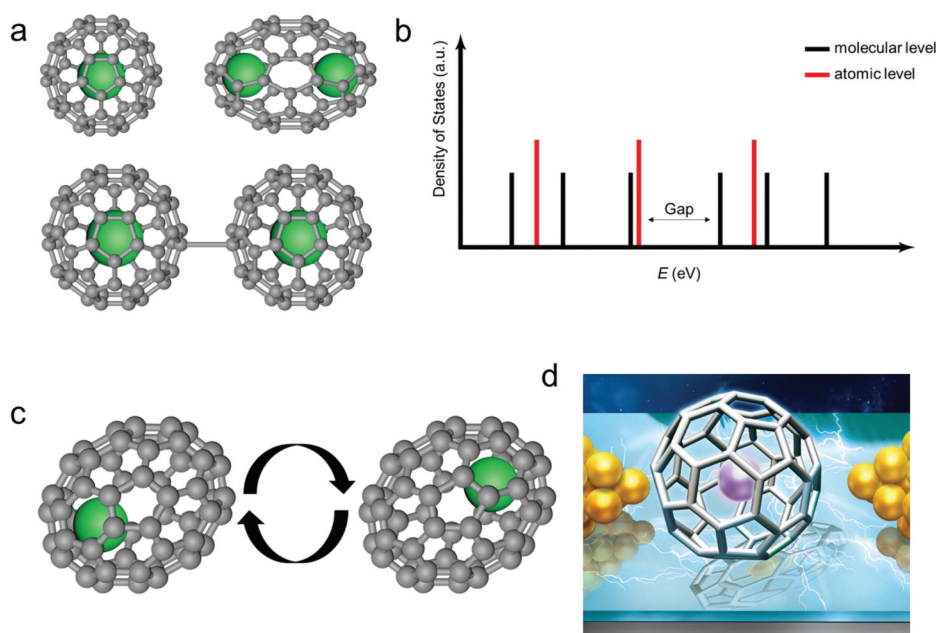 a
b
Density of States (a.u.)
molecular level
atomic level
Gap
E (eV)
c
d